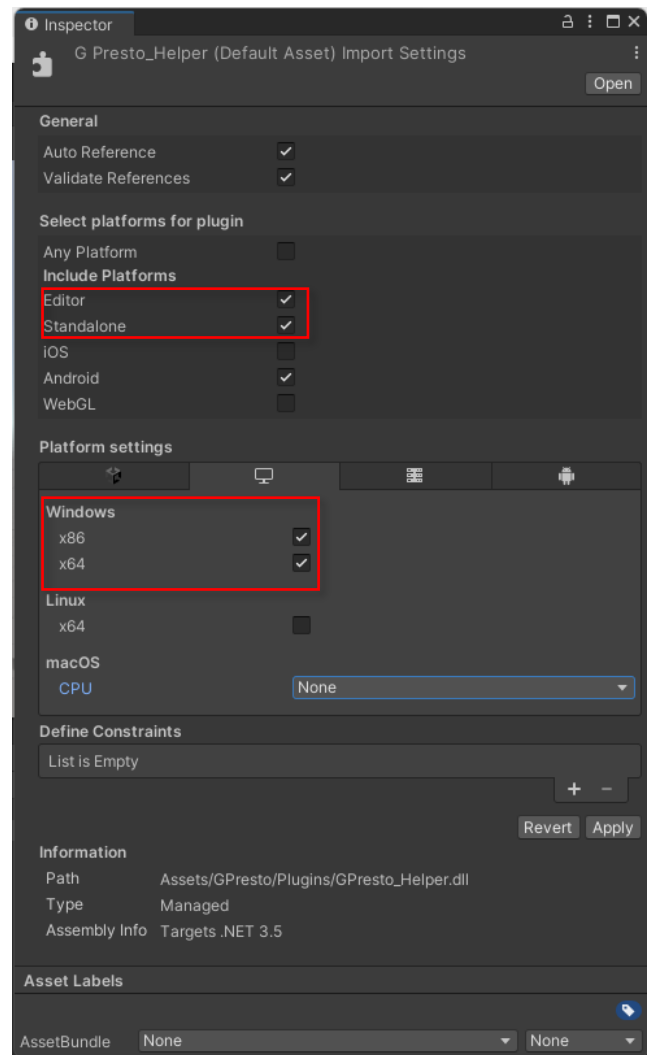 Inspector
G Presto_Helper (Default Asset) Import Settings
Open
General
Auto Reference
Validate References
Select platforms for plugin
Any Platform
Include Platforms
Editor
Standalone
iOS
Android
WebGL
Platform settings
Windows
x86
x64
Linux
x64
macOS
CPU None
Define Constraints
List is Empty
+ −
Revert Apply
Information
Path Assets/GPresto/Plugins/GPresto_Helper.dll
Type Managed
Assembly Info Targets .NET 3.5
Asset Labels
AssetBundle None None